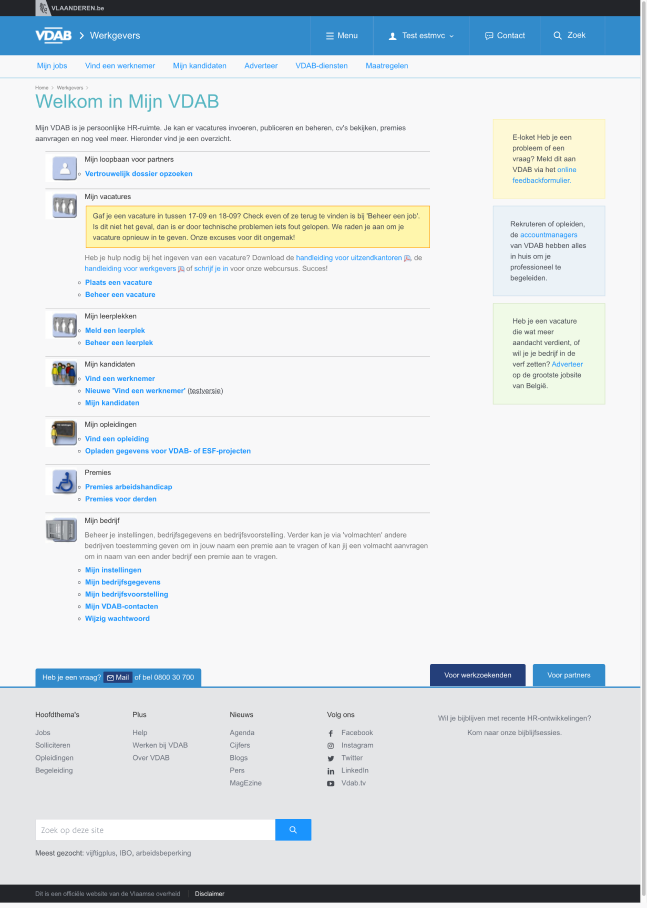 VLAANDEREN.be
VDAB Werkgevers
Menu
Test estmvc
Contact
Zoek
Mijn jobs Vind een werknemer Mijn kandidaten Adverteer VDAB-diensten Maatregelen
Home Werkgevers
Welkom in Mijn VDAB
Mijn VDAB is je persoonlijke HR-ruimte. Je kan er vacatures invoeren, publiceren en beheren, cv's bekijken, premies
aanvragen en nog veel meer. Hieronder vind je een overzicht.
Mijn loopbaan voor partners
Vertrouwelijk dossier opzoeken
Mijn vacatures
Gaf je een vacature in tussen 17-09 en 18-09? Check even of ze terug te vinden is bij 'Beheer een job'.
Is dit niet het geval, dan is er door technische problemen iets fout gelopen. We raden je aan om je
vacature opnieuw in te geven. Onze excuses voor dit ongemak!
Heb je hulp nodig bij het ingeven van een vacature? Download de handleiding voor uitzendkantoren, de
handleiding voor werkgevers of schrijf je in voor onze webcursus. Succes!
Plaats een vacature
Beheer een vacature
Mijn leerplekken
Meld een leerplek
Beheer een leerplek
Mijn kandidaten
Vind een werknemer
Nieuwe 'Vind een werknemer' (testversie)
Mijn kandidaten
Mijn opleidingen
Vind een opleiding
Opladen gegevens voor VDAB- of ESF-projecten
Premies
Premies arbeidshandicap
Premies voor derden
Mijn bedrijf
Beheer je instellingen, bedrijfsgegevens en bedrijfsvoorstelling. Verder kan je via 'volmachten' andere
bedrijven toestemming geven om in jouw naam een premie aan te vragen of kan jij een volmacht aanvragen
om in naam van een ander bedrijf een premie aan te vragen.
Mijn instellingen
Mijn bedrijfsgegevens
Mijn bedrijfsvoorstelling
Mijn VDAB-contacten
Wijzig wachtwoord
E-loket Heb je een
probleem of een
vraag? Meld dit aan
VDAB via het online
feedbackformulier.
Rekruteren of opleiden,
de accountmanagers
van VDAB hebben alles
in huis om je
professioneel te
begeleiden.
Heb je een vacature
die wat meer
aandacht verdient, of
wil je je bedrijf in de
verf zetten? Adverteer
op de grootste jobsite
van België.
Heb je een vraag? Mail of bel 0800 30 700
Voor werkzoekenden
Voor partners
Hoofdthema's
Jobs
Solliciteren
Opleidingen
Begeleiding
Plus
Help
Werken bij VDAB
Over VDAB
Nieuws
Agenda
Cijfers
Blogs
Pers
MagEzine
Volg ons
Facebook
Instagram
Twitter
LinkedIn
Vdab.tv
Wil je bijblijven met recente HR-ontwikkelingen?
Kom naar onze bijblijfsessies.
Zoek op deze site
Meest gezocht: vijftigplus, IBO, arbeidsbeperking
Dit is een officiële website van de Vlaamse overheid Disclaimer